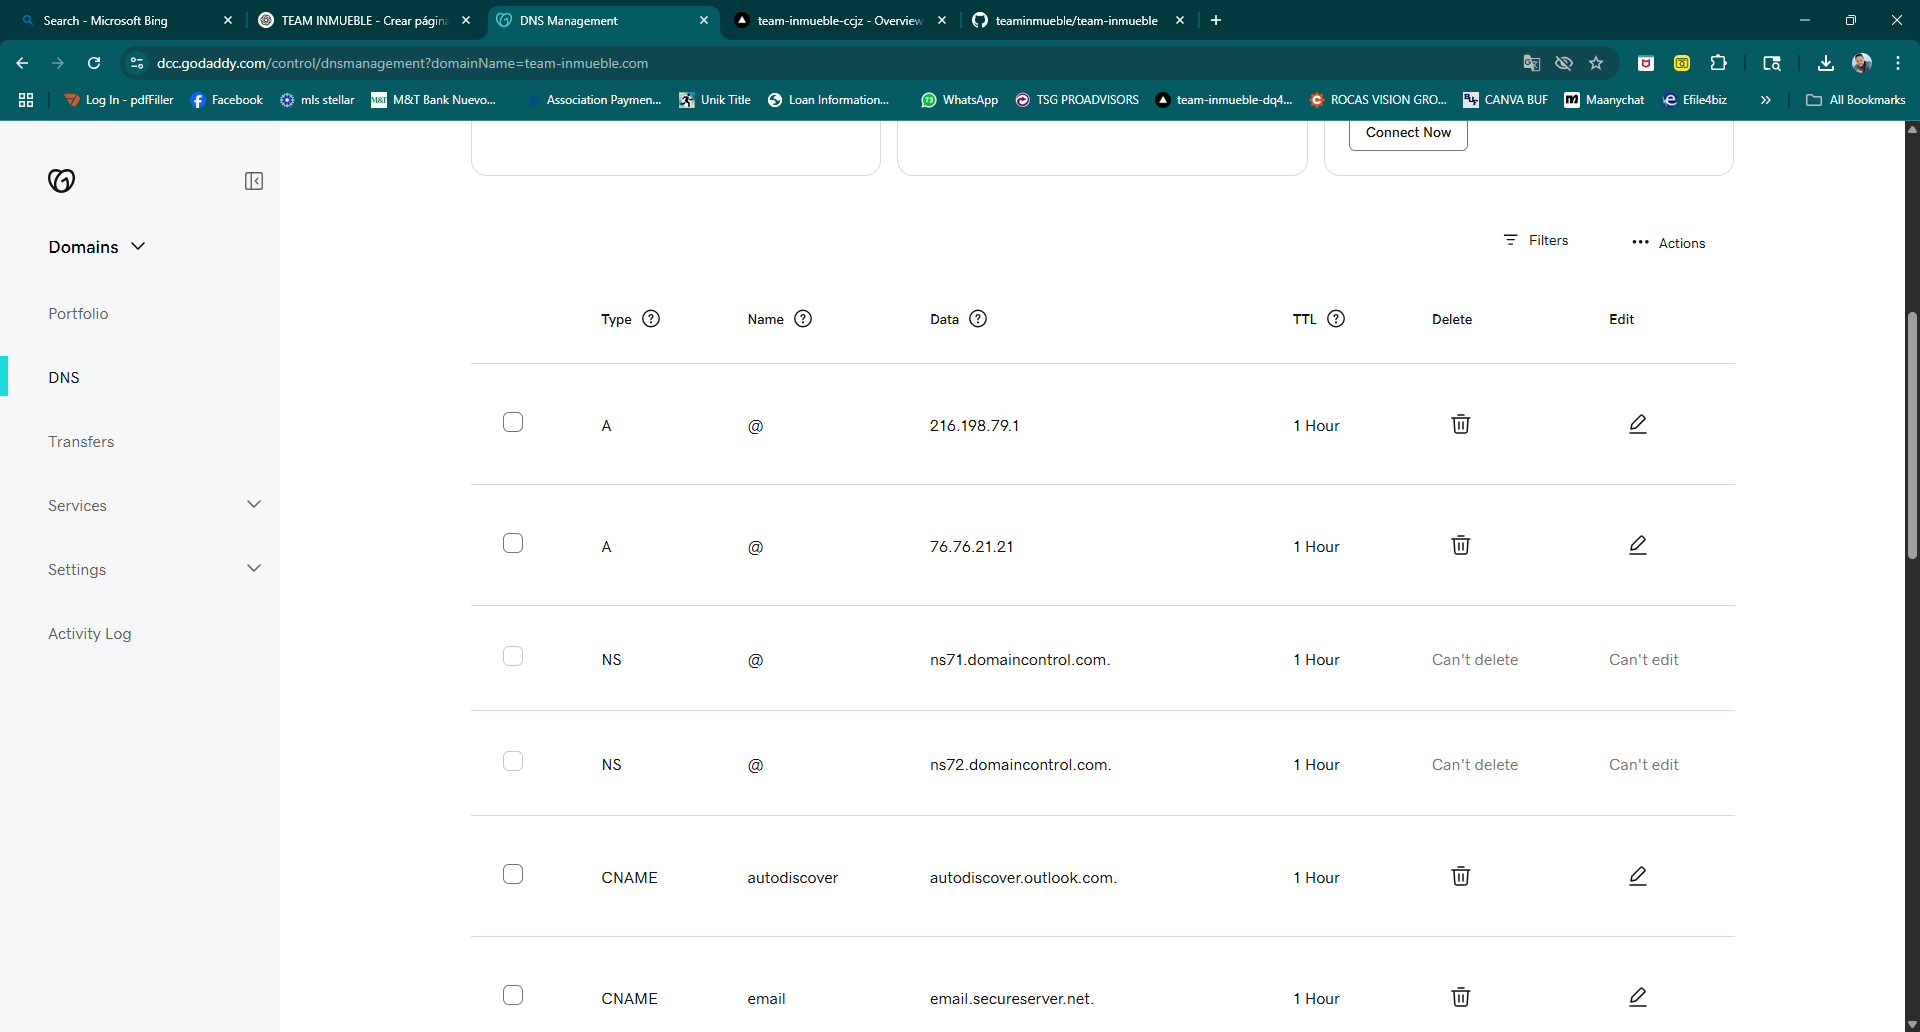 Search - Microsoft Bing
TEAM INMUEBLE - Crear págin
DNS Management
team-inmueble-ccjz - Overview
teaminmueble/team-inmueble
dcc.godaddy.com/control/dnsmanagement?domainName=team-inmueble.com
Log In - pdfFiller
Facebook
mls stellar
M&T Bank Nuevo...
Association Paymen...
Unik Title
Loan Information...
WhatsApp
TSG PROADVISORS
team-inmueble-dq4...
ROCAS VISION GRO...
CANVA BUF
Maanychat
Efile4biz
All Bookmarks
Connect Now
Domains
Portfolio
DNS
Transfers
Services
Settings
Activity Log
Filters
Actions
Type Name Data TTL Delete Edit
A @ 216.198.79.1 1 Hour
A @ 76.76.21.21 1 Hour
NS @ ns71.domaincontrol.com. 1 Hour Can't delete Can't edit
NS @ ns72.domaincontrol.com. 1 Hour Can't delete Can't edit
CNAME autodiscover autodiscover.outlook.com. 1 Hour
CNAME email email.secureserver.net. 1 Hour